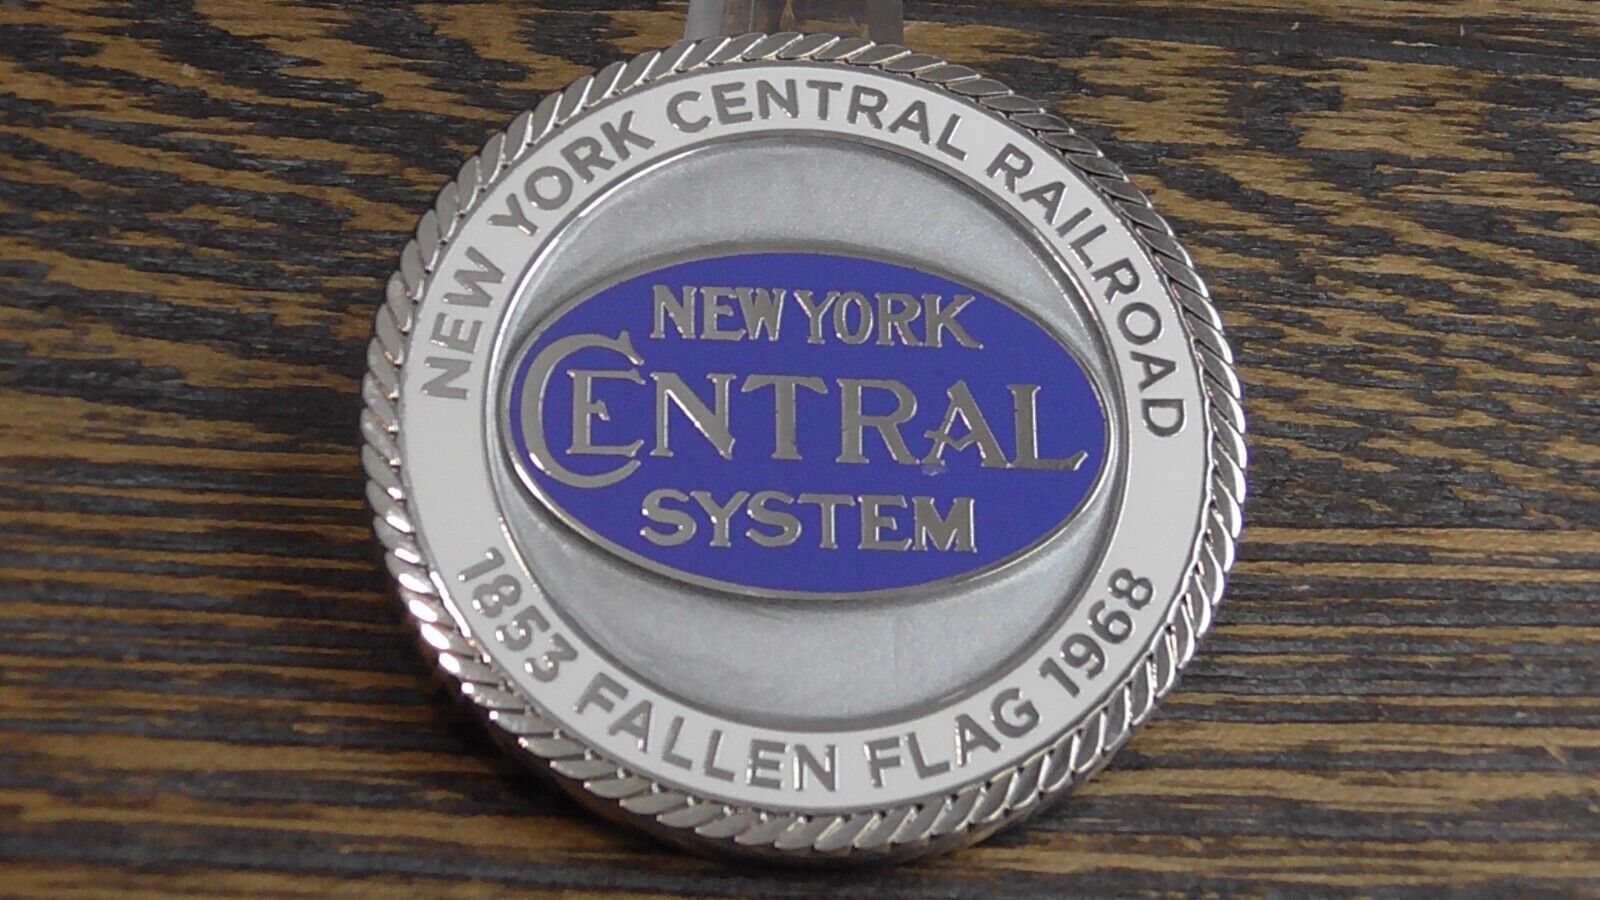 NEW YORK CENTRAL RAILROAD
NEW YORK
CENTRAL
SYSTEM
1853 FALLEN FLAG 1968